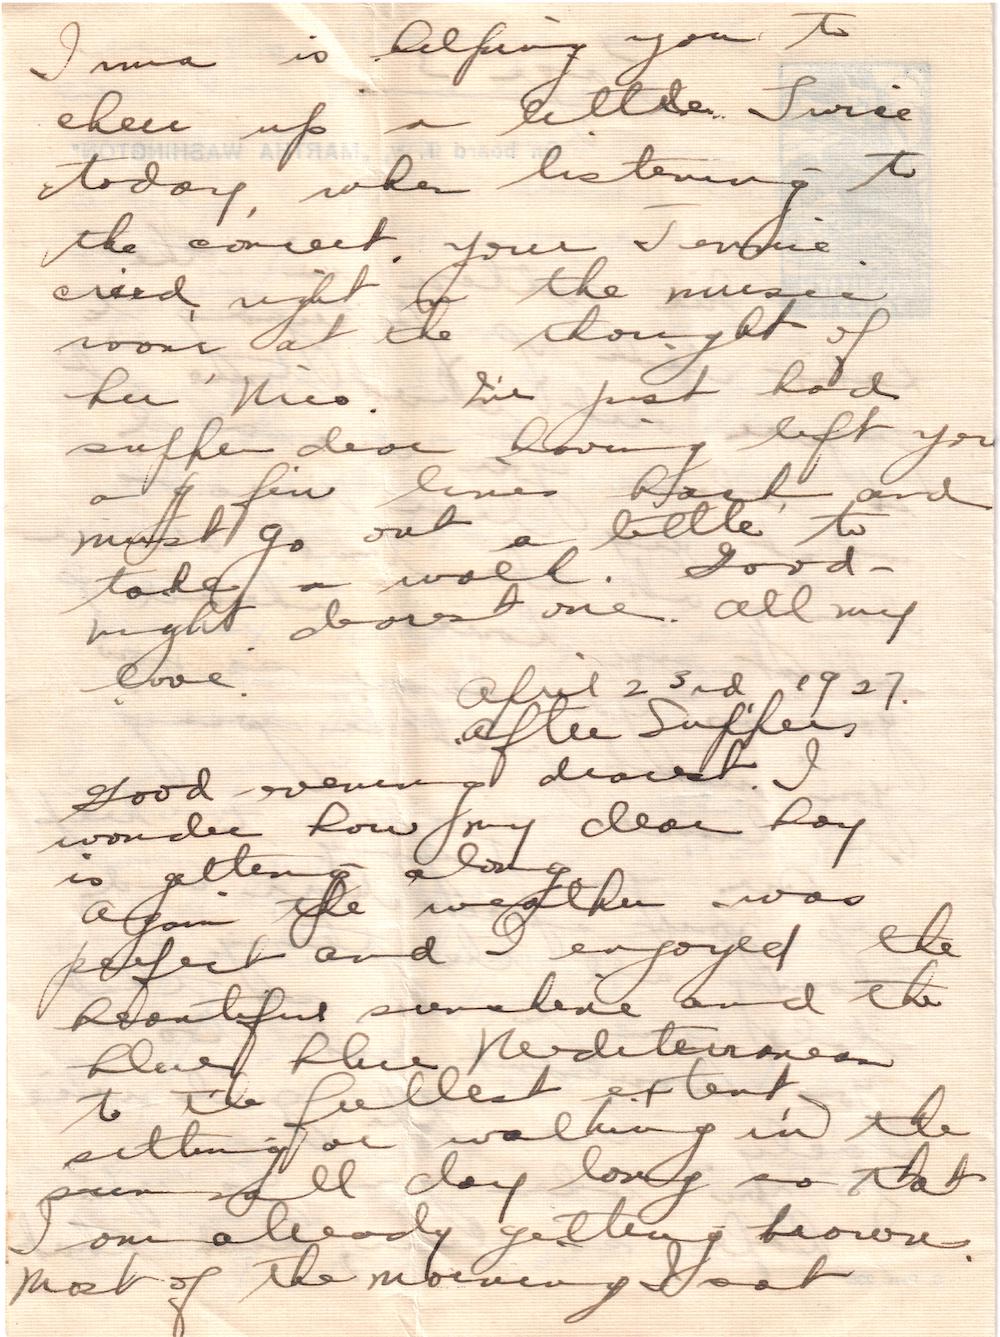 Irma is helping you to
cheer up a little. Twice
today, when listening to
the concert, your Jennie
cried right in the music
room at the thought of
her Nico. I've just had
supper dear having left you
a few lines back and
must go out a little to
take a walk. Good-
night dearest one. All my
love.
April 23rd, 1927.
After Supper,
Good evening dearest. I
wonder how my dear boy
is getting along.
Again the weather was
perfect and I enjoyed the
beautiful sunshine and the
blue, blue Mediterranean
to the fullest extent
sitting or walking in the
sun all day long so that
I am already getting brown.
Most of the morning I sat